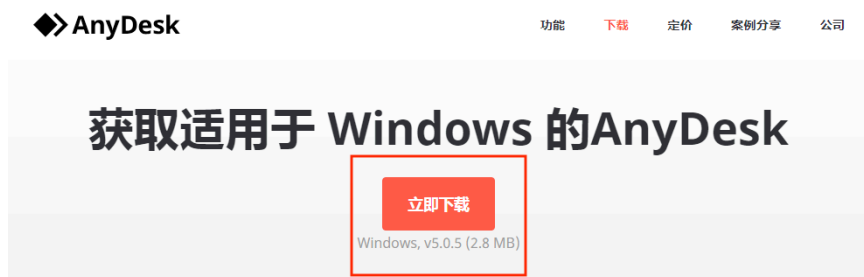 AnyDesk 功能 下载 定价 案例分享 公司
获取适用于 Windows 的AnyDesk
立即下载
Windows, v5.0.5 (2.8 MB)